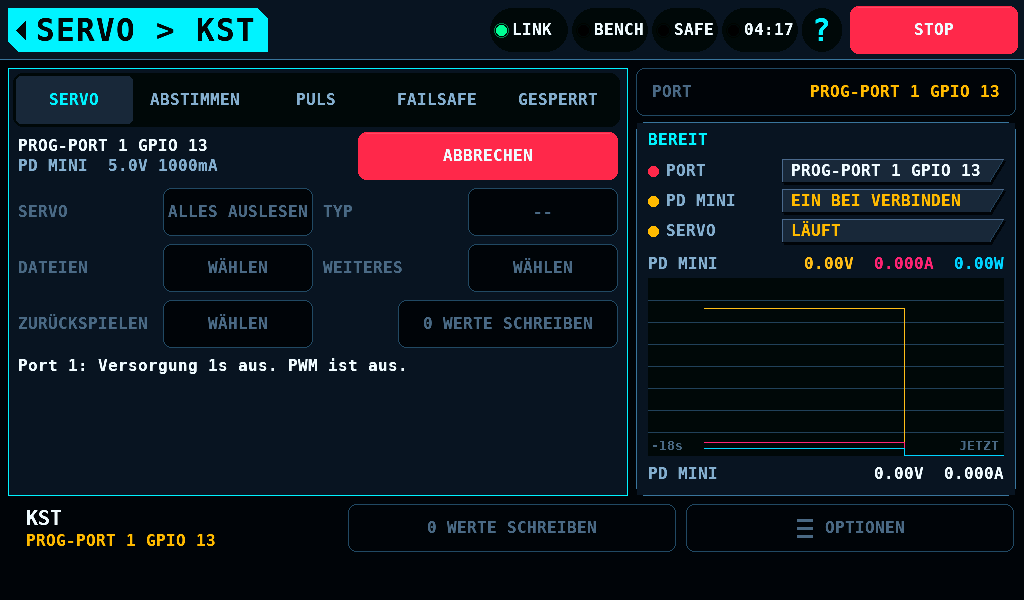 SERVO > KST
LINK
BENCH
SAFE
04:17
?
STOP
SERVO
ABSTIMMEN
PULS
FAILSAFE
GESPERRT
PROG-PORT 1 GPIO 13
PD MINI 5.0V 1000mA
ABBRECHEN
SERVO
ALLES AUSLESEN
TYP
--
DATEIEN
WÄHLEN
WEITERES
WÄHLEN
ZURÜCKSPIELEN
WÄHLEN
0 WERTE SCHREIBEN
Port 1: Versorgung 1s aus. PWM ist aus.
PORT
PROG-PORT 1 GPIO 13
BEREIT
PORT
PROG-PORT 1 GPIO 13
PD MINI
EIN BEI VERBINDEN
SERVO
LÄUFT
PD MINI
0.00V
0.000A
0.00W
-18s
JETZT
PD MINI
0.00V
0.000A
KST
PROG-PORT 1 GPIO 13
0 WERTE SCHREIBEN
OPTIONEN